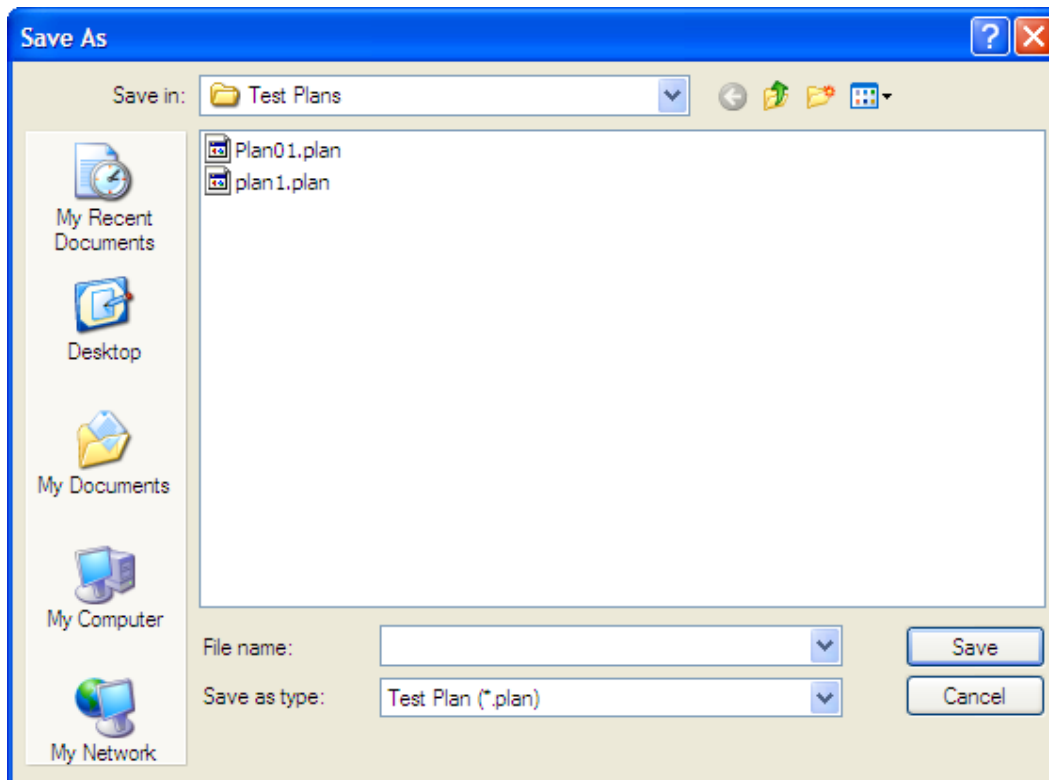 Save As
Save in: Test Plans
Plan01.plan
plan1.plan
My Recent
Documents
Desktop
My Documents
My Computer
My Network
File name:
Save
Save as type: Test Plan (*.plan)
Cancel